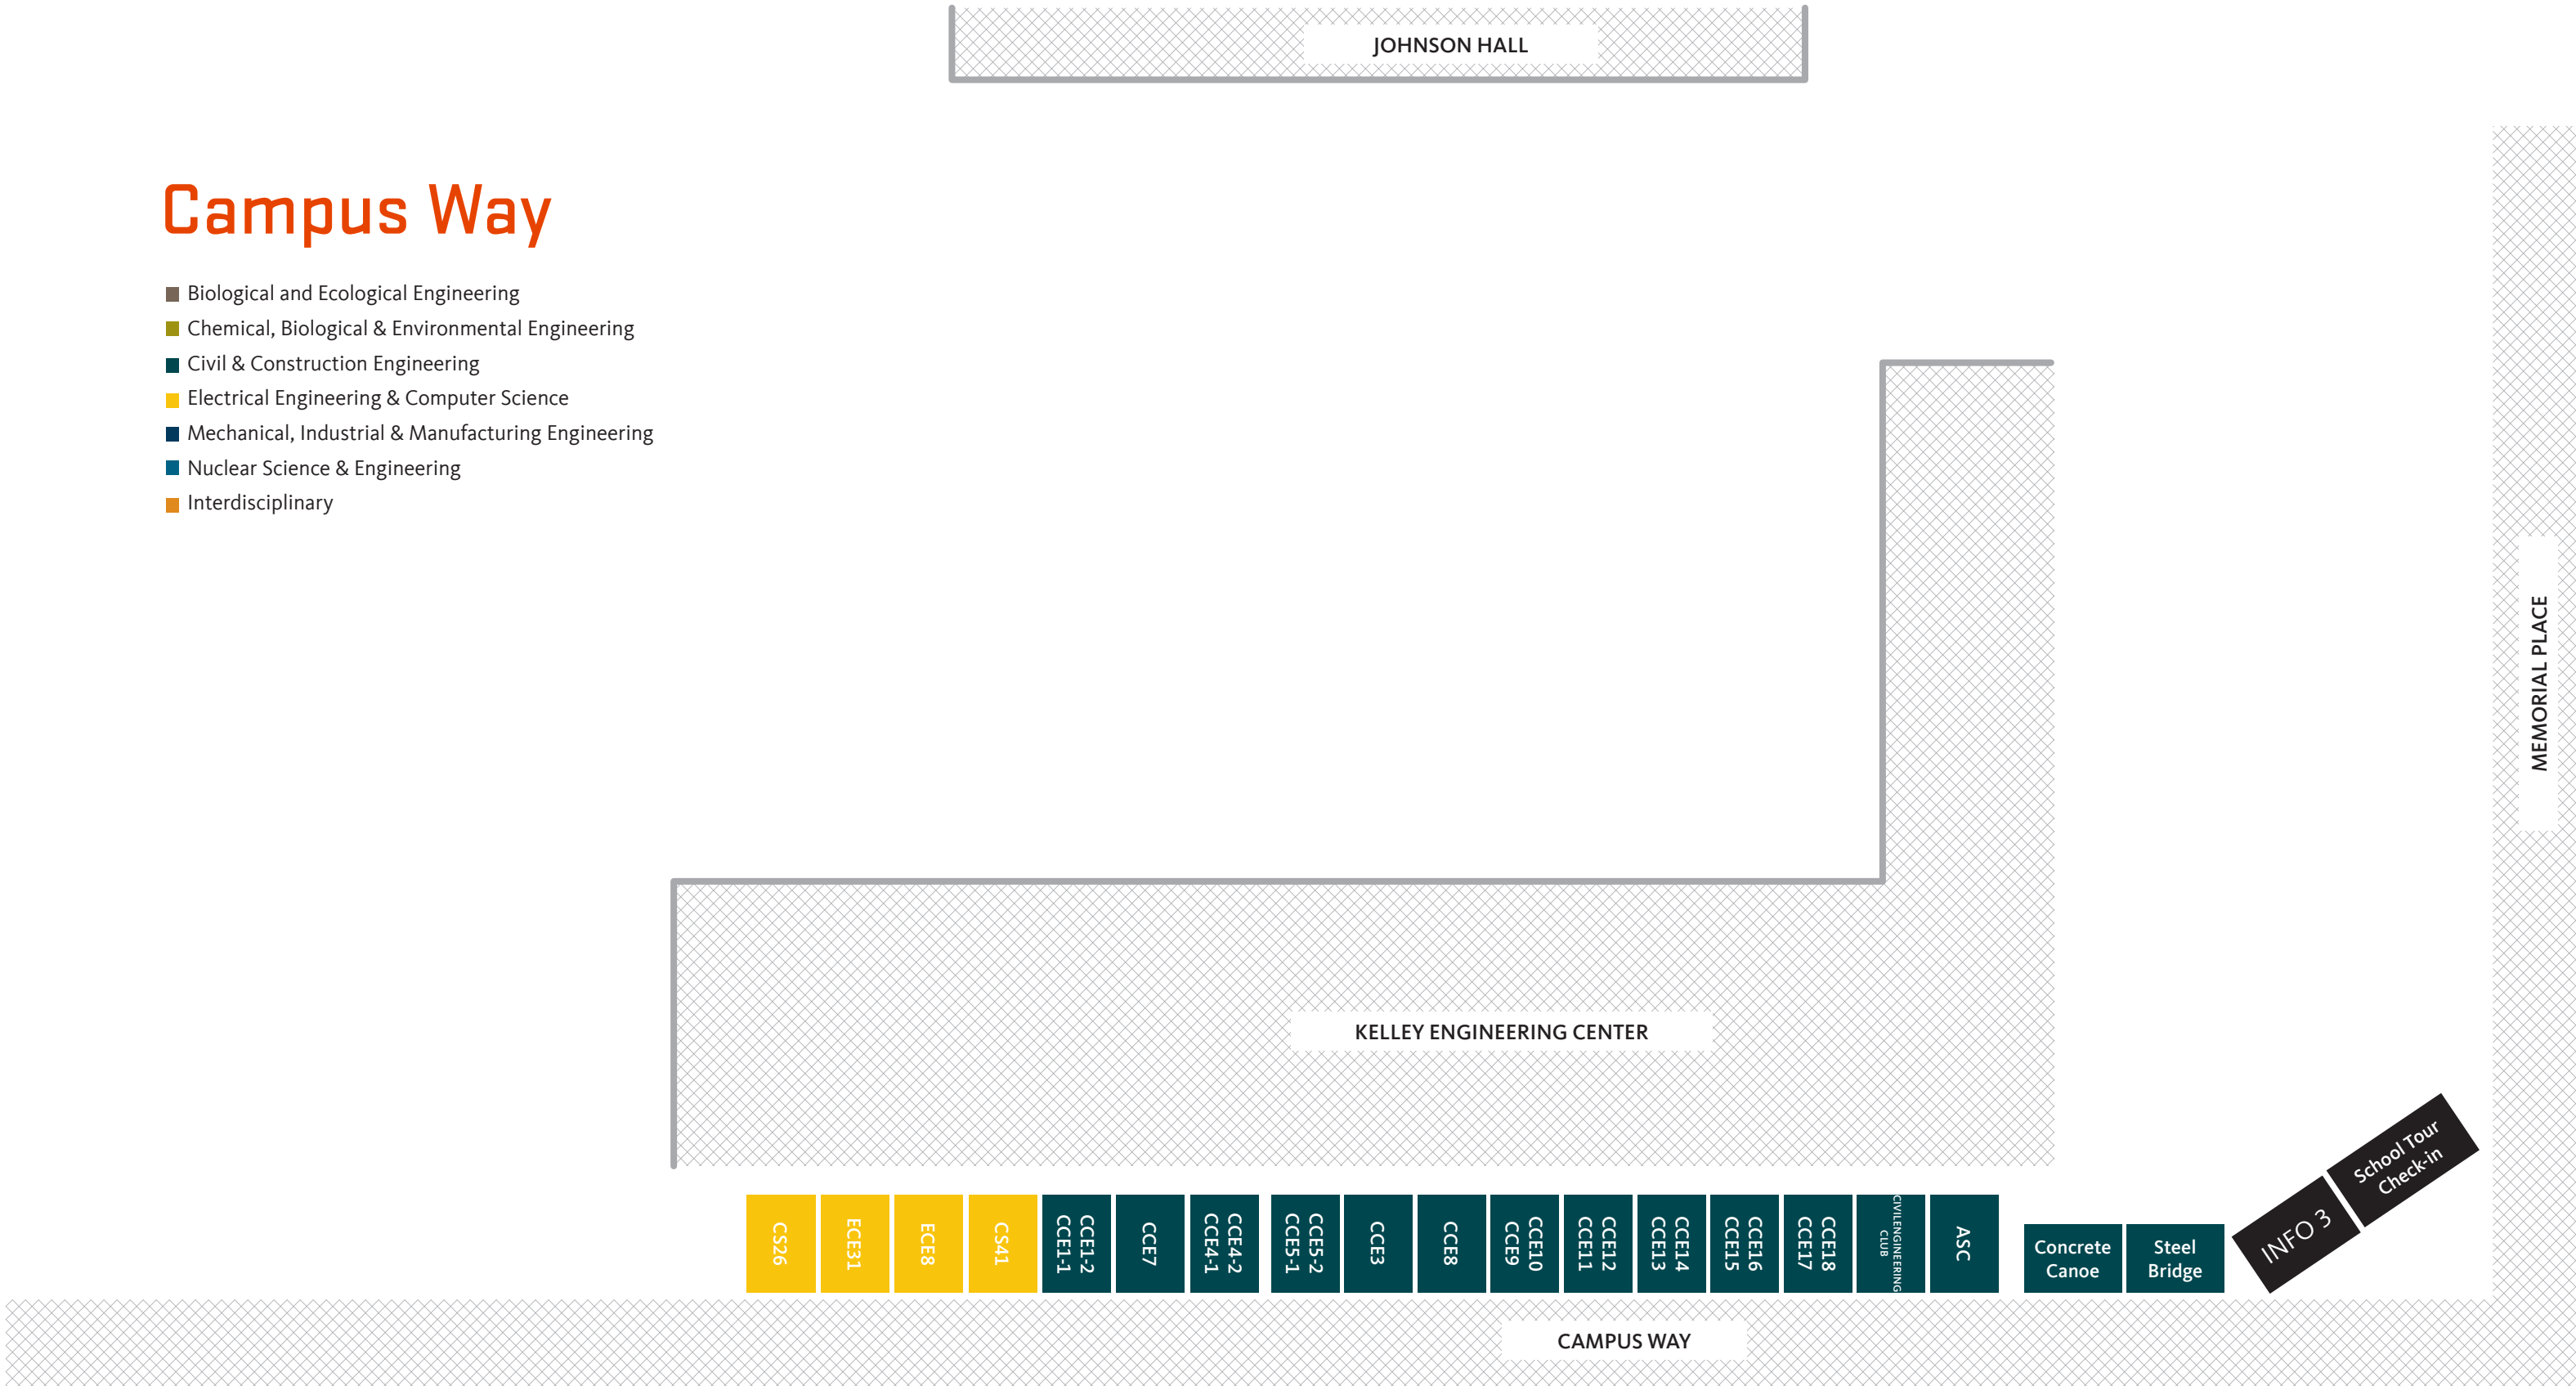 JOHNSON HALL
Campus Way
Biological and Ecological Engineering
Chemical, Biological & Environmental Engineering
Civil & Construction Engineering
Electrical Engineering & Computer Science
Mechanical, Industrial & Manufacturing Engineering
Nuclear Science & Engineering
Interdisciplinary
MEMORIAL PLACE
KELLEY ENGINEERING CENTER
CS26
ECE31
ECE8
CS41
CCE1-2
CCE1-1
CCE7
CCE4-2
CCE4-1
CCE5-2
CCE5-1
CCE3
CCE8
CCE10
CCE9
CCE12
CCE11
CCE14
CCE13
CCE16
CCE15
CCE18
CCE17
CIVILENGINEERING
CLUB
ASC
Concrete
Canoe
Steel
Bridge
INFO 3
School Tour
Check-in
CAMPUS WAY